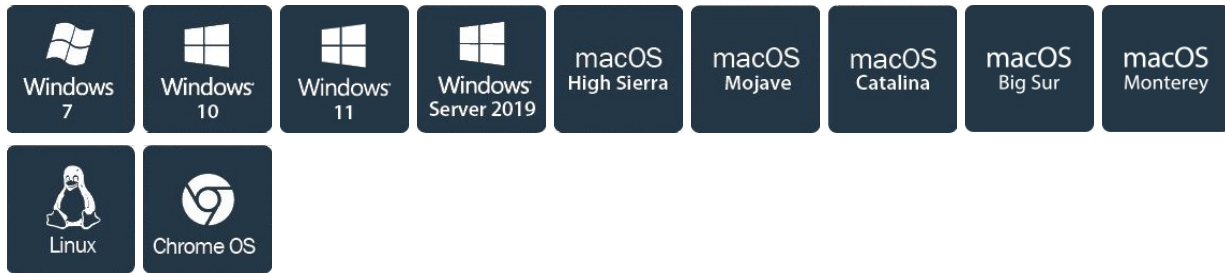 Windows
7
Windows
10
Windows
11
Windows
Server 2019
macOS
High Sierra
macOS
Mojave
macOS
Catalina
macOS
Big Sur
macOS
Monterey
Linux
Chrome OS